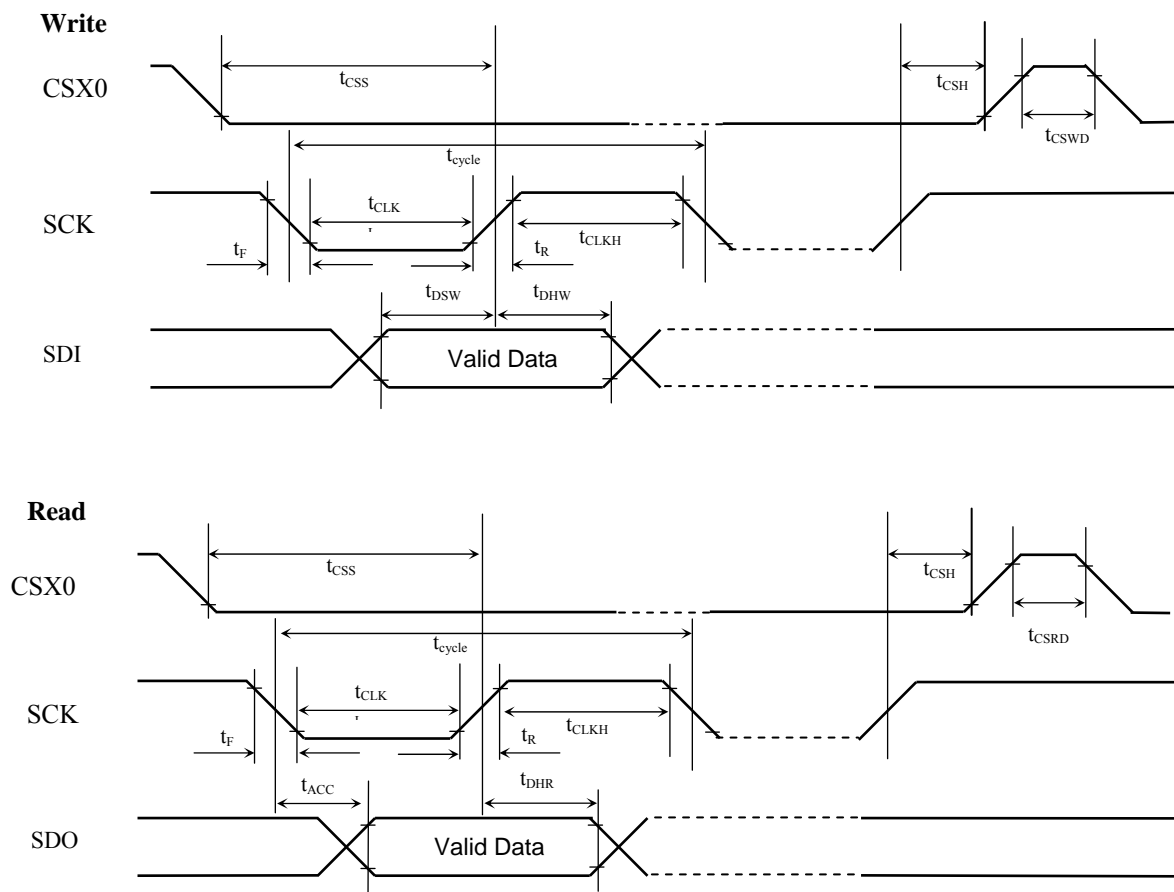 Write
CSX0
tCSS
tCSH
tCSWD
tcycle
SCK
tCLK
tF
tR
tCLKH
tDSW
tDHW
SDI
Valid Data
Read
CSX0
tCSS
tCSH
tCSRD
tcycle
SCK
tCLK
tF
tR
tCLKH
tACC
tDHR
SDO
Valid Data